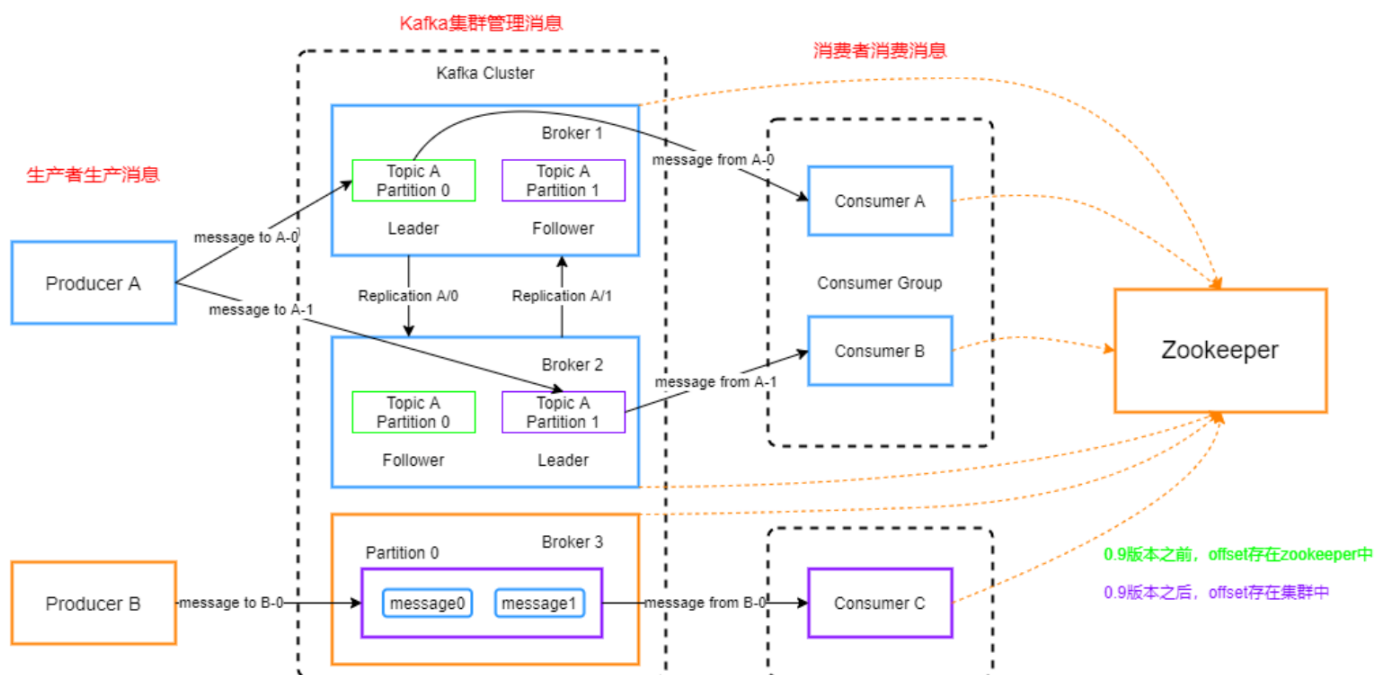 Kafka集群管理消息
消费者消费消息
生产者生产消息
Kafka Cluster
Broker 1
Topic A
Partition 0
Topic A
Partition 1
Leader
Follower
message to A-0
Producer A
message to A-1
Replication A/0
Replication A/1
Broker 2
Topic A
Partition 0
Topic A
Partition 1
Follower
Leader
message from A-0
Consumer A
Consumer Group
Consumer B
message from A-1
Zookeeper
Producer B
message to B-0
Partition 0
Broker 3
message0
message1
message from B-0
Consumer C
0.9版本之前，offset存在zookeeper中
0.9版本之后，offset存在集群中